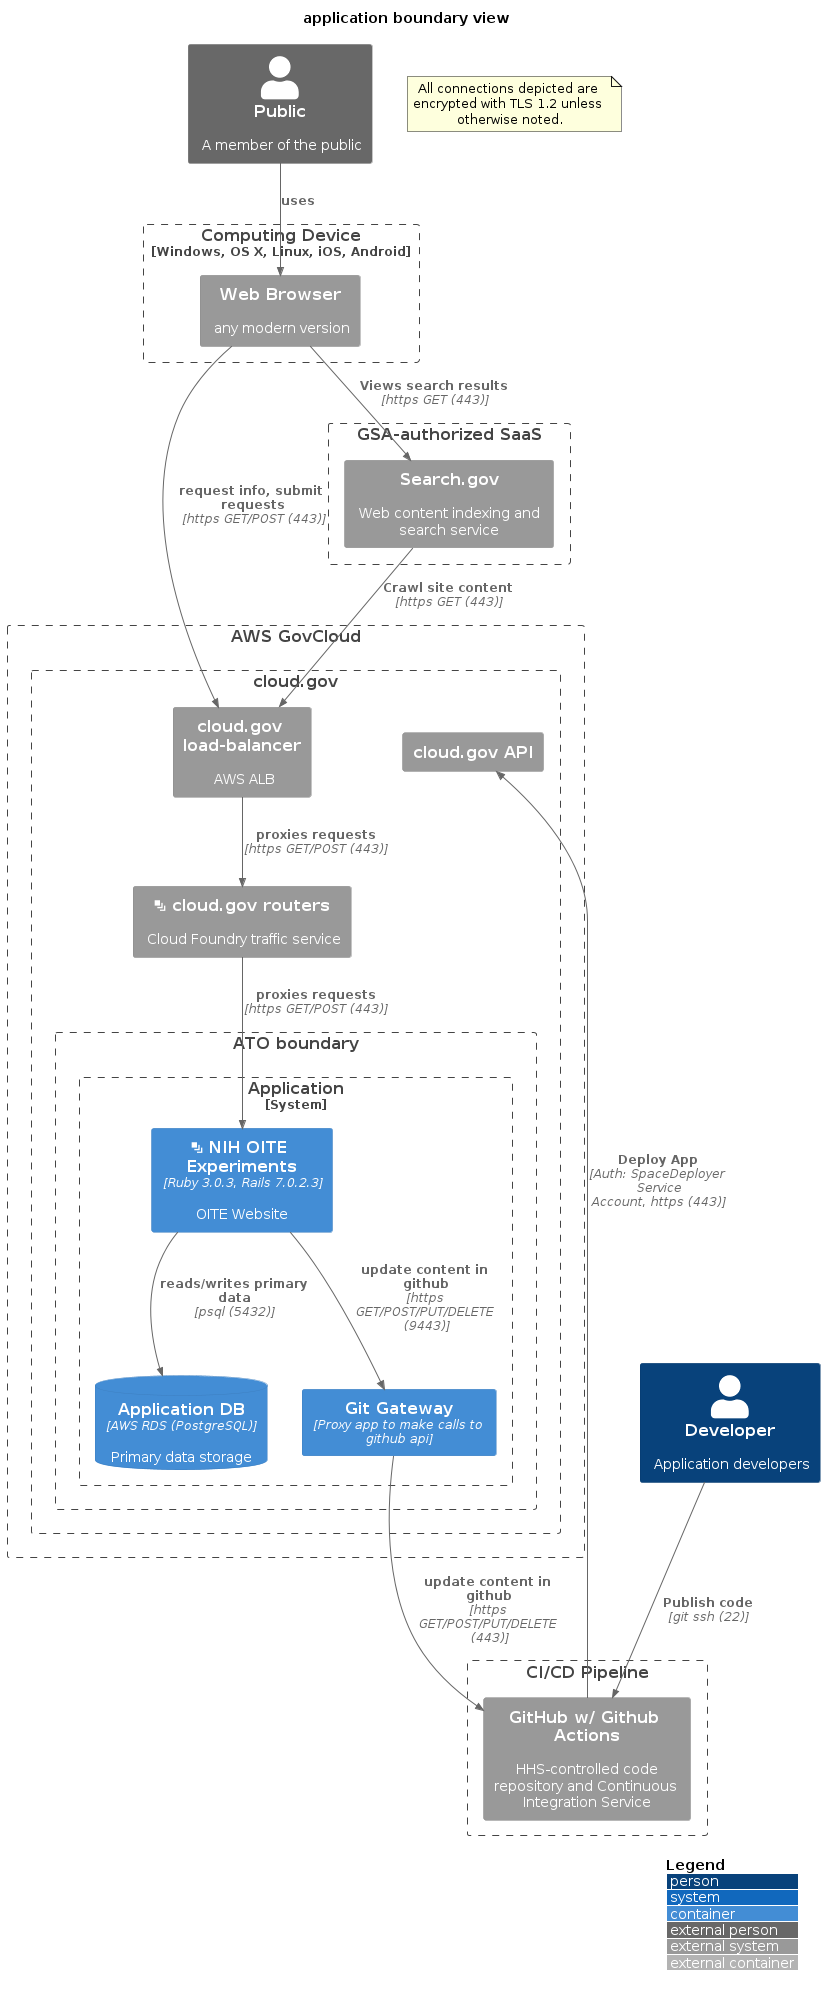 application boundary view
Public
A member of the public
All connections depicted are
encrypted with TLS 1.2 unless
otherwise noted.
uses
Computing Device
[Windows, OS X, Linux, iOS, Android]
Web Browser
any modern version
Views search results
[https GET (443)]
GSA-authorized SaaS
Search.gov
Web content indexing and
search service
request info, submit
requests
[https GET/POST (443)]
Crawl site content
[https GET (443)]
AWS GovCloud
cloud.gov
cloud.gov
load-balancer
AWS ALB
cloud.gov API
proxies requests
[https GET/POST (443)]
cloud.gov routers
Cloud Foundry traffic service
proxies requests
[https GET/POST (443)]
ATO boundary
Application
[System]
NIH OITE
Experiments
[Ruby 3.0.3, Rails 7.0.2.3]
OITE Website
Deploy App
[Auth: SpaceDeployer
Service
Account, https (443)]
reads/writes primary
data
[psql (5432)]
update content in
github
[https
GET/POST/PUT/DELETE
(9443)]
Application DB
[AWS RDS (PostgreSQL)]
Primary data storage
Git Gateway
[Proxy app to make calls to
github api]
Developer
Application developers
update content in
github
[https
GET/POST/PUT/DELETE
(443)]
Publish code
[git ssh (22)]
CI/CD Pipeline
GitHub w/ Github
Actions
HHS-controlled code
repository and Continuous
Integration Service
Legend
person
system
container
external person
external system
external container